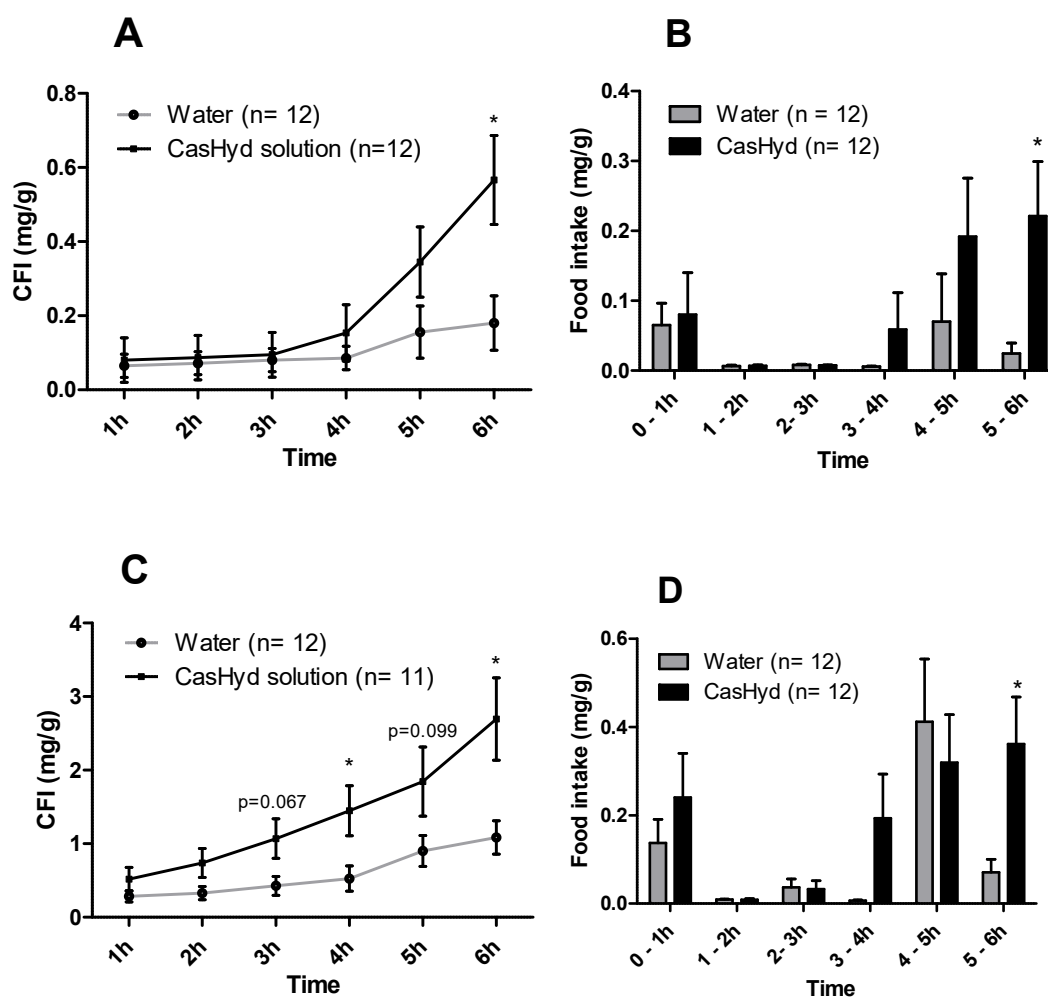 A
CFI (mg/g)
0.8
0.6
0.4
0.2
0.0
Water (n= 12)
CasHyd solution (n=12)
*
1h
2h
3h
4h
5h
6h
Time
B
Food intake (mg/g)
0.4
0.3
0.2
0.1
0.0
Water (n = 12)
CasHyd (n= 12)
*
0 - 1h
1 - 2h
2- 3h
3 - 4h
4 - 5h
5 - 6h
Time
C
CFI (mg/g)
4
3
2
1
0
Water (n= 12)
CasHyd solution (n= 11)
p=0.067
*
p=0.099
*
1h
2h
3h
4h
5h
6h
Time
D
Food intake (mg/g)
0.6
0.4
0.2
0.0
Water (n= 12)
CasHyd (n= 12)
*
0 - 1h
1 - 2h
2- 3h
3 - 4h
4 - 5h
5 - 6h
Time